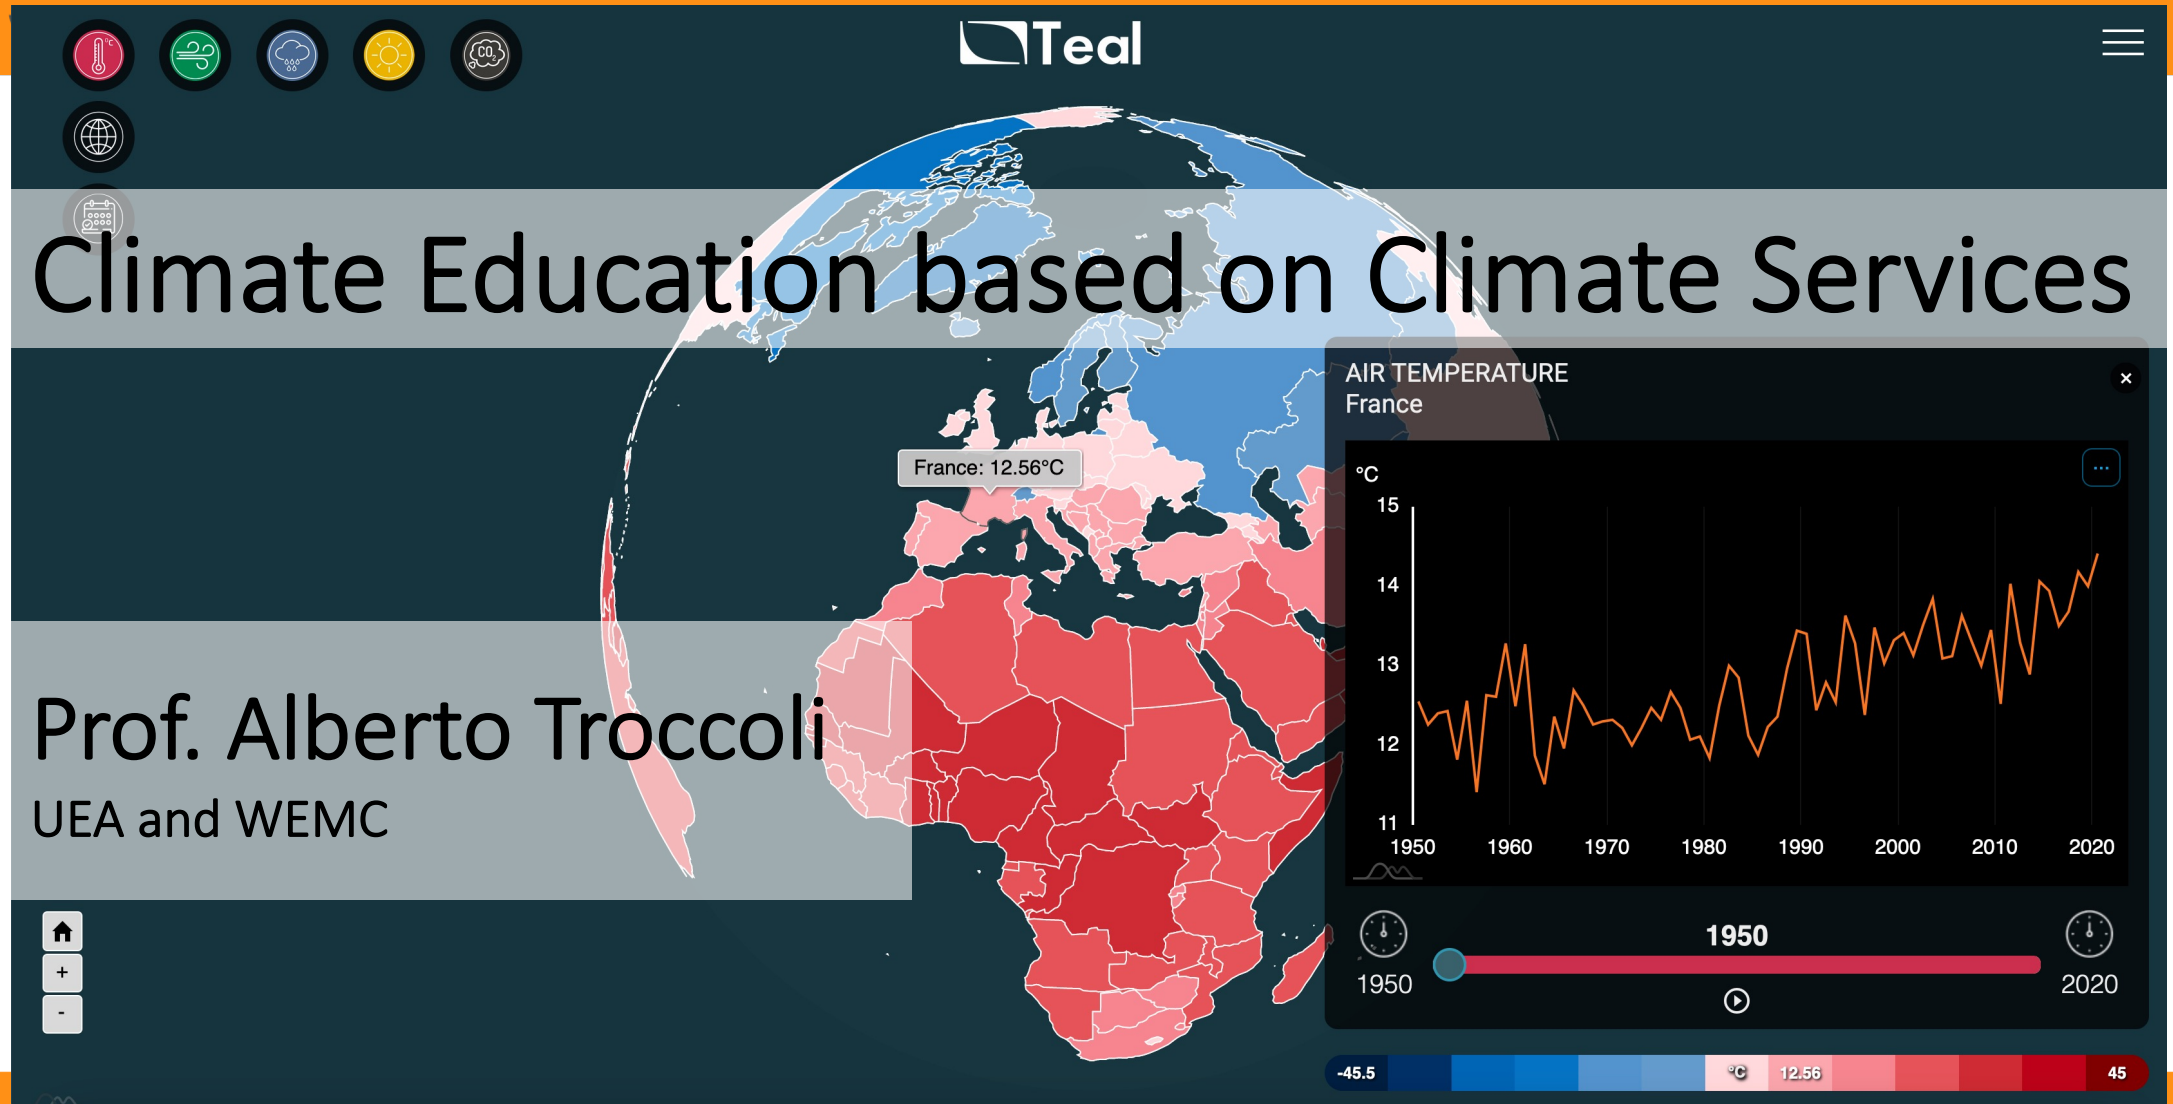 °C
CO2
Teal
Climate Education based on Climate Services
AIR TEMPERATURE
France
×
France: 12.56°C
°C
...
15
14
13
12
11
1950 1960 1970 1980 1990 2000 2010 2020
Prof. Alberto Troccoli
UEA and WEMC
1950
1950
2020
+
-
-45.5 °C 12.56 45